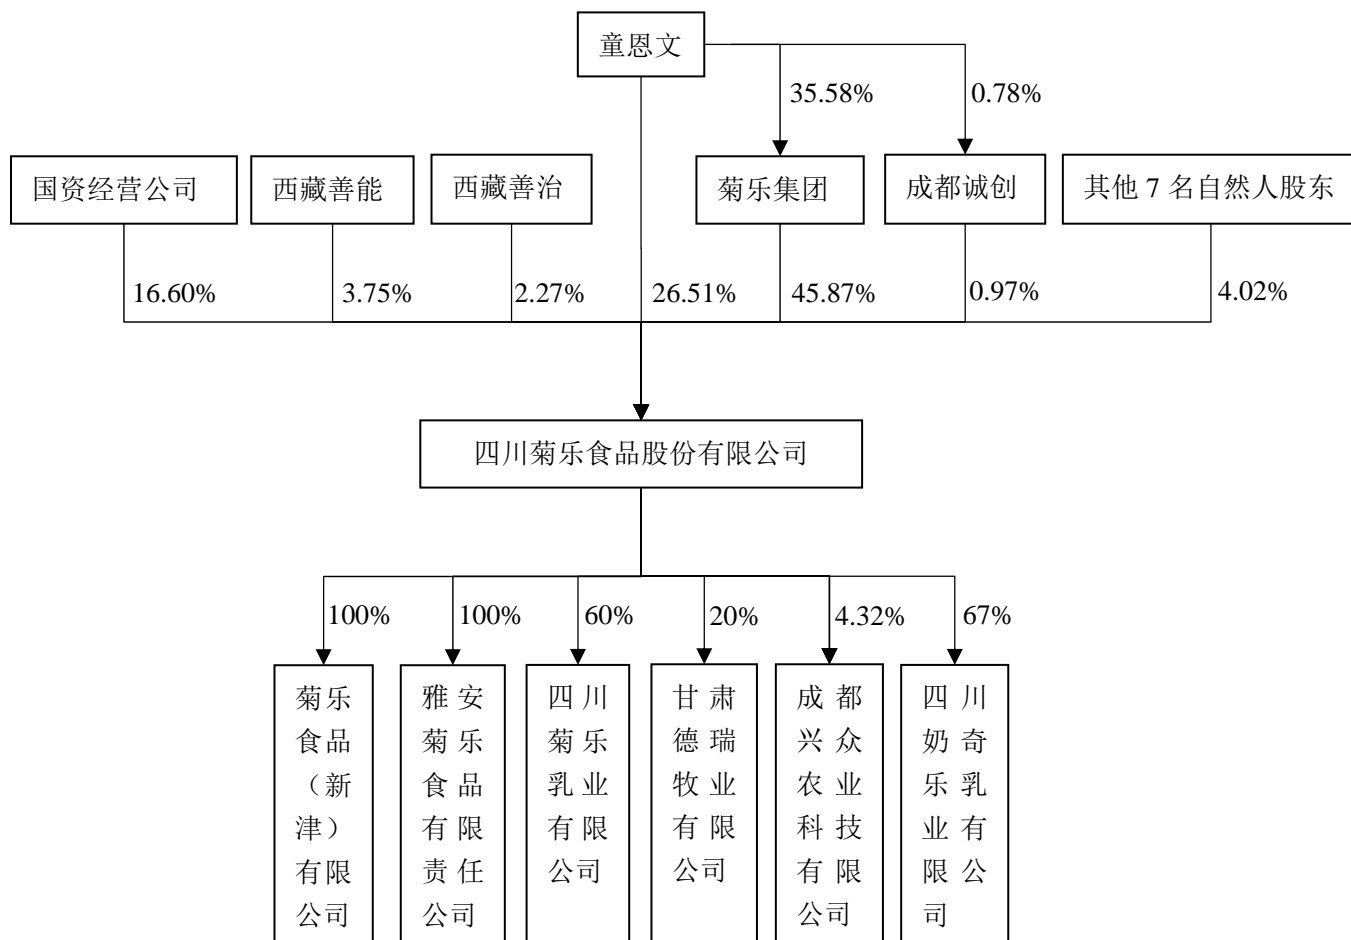 童恩文
35.58%
0.78%
国资经营公司
西藏善能
西藏善治
菊乐集团
成都诚创
其他 7 名自然人股东
16.60%
3.75%
2.27%
26.51%
45.87%
0.97%
4.02%
四川菊乐食品股份有限公司
100%
100%
60%
20%
4.32%
67%
菊乐
食品
（新
津）
有限
公司
雅安
菊乐
食品
有限
责任
公司
四川
菊乐
乳业
有限
公司
甘肃
德瑞
牧业
有限
公司
成都
兴众
农业
科技
有限
公司
四川
奶奇
乐乳
业有
限公
司